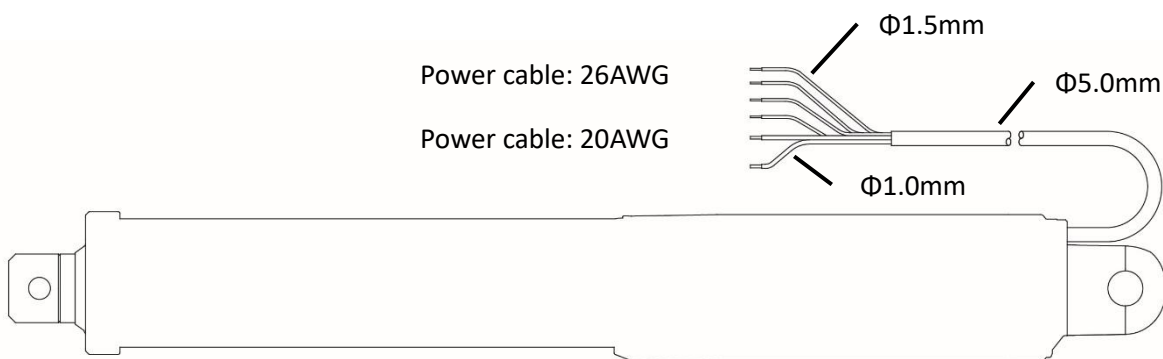 Φ1.5mm
Power cable: 26AWG
Φ5.0mm
Power cable: 20AWG
Φ1.0mm